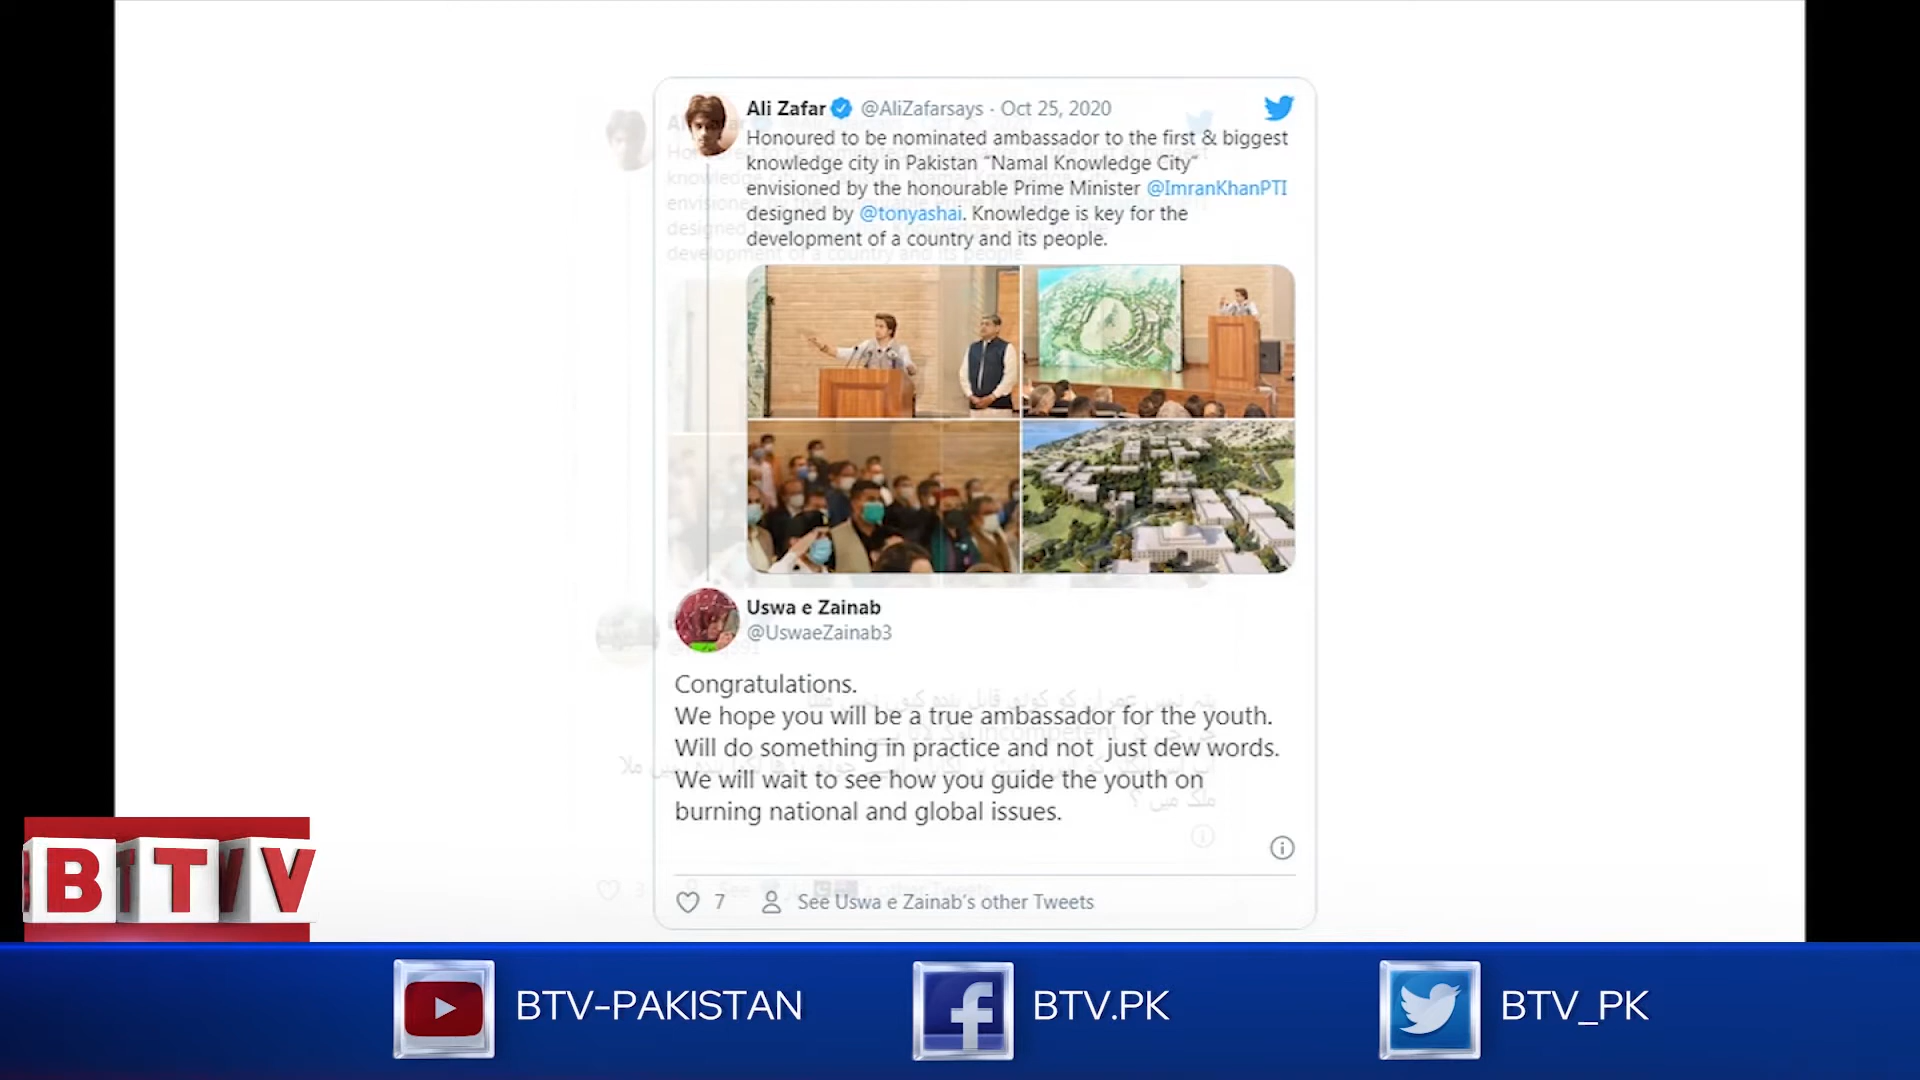 Ali Zafar @AliZafarsays · Oct 25, 2020
Honoured to be nominated ambassador to the first & biggest
knowledge city in Pakistan “Namal Knowledge City”
envisioned by the honourable Prime Minister @ImranKhanPTI
designed by @tonyashai. Knowledge is key for the
development of a country and its people.
Uswa e Zainab
@UswaeZainab3
Congratulations.
We hope you will be a true ambassador for the youth.
Will do something in practice and not just dew words.
We will wait to see how you guide the youth on
burning national and global issues.
7 See Uswa e Zainab's other Tweets
BTV
BTV-PAKISTAN
BTV.PK
BTV_PK